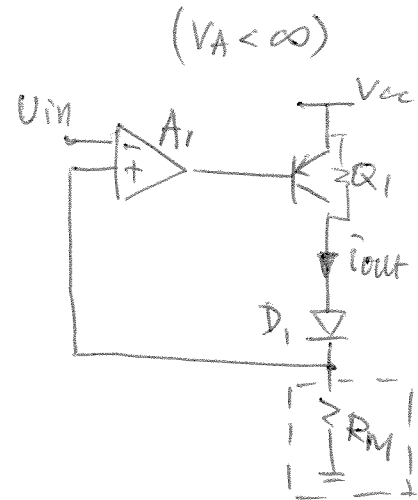 (VA < ∞)
Vcc
Uin
A1
Q1
iout
D1
RM